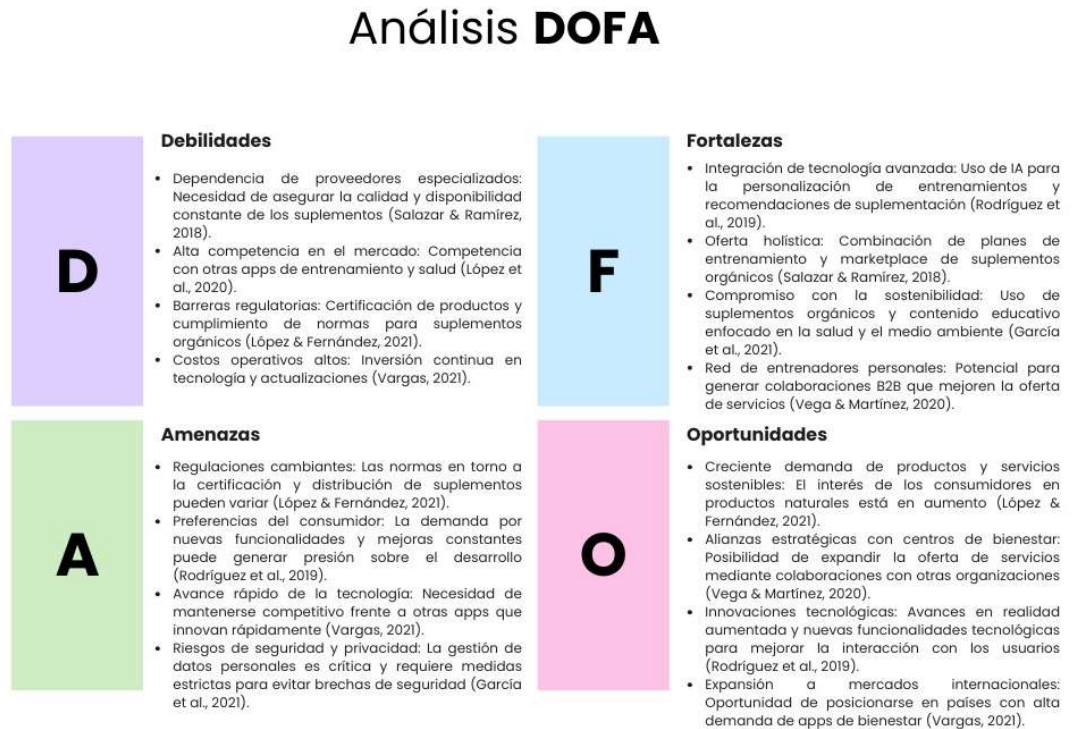 Análisis DOFA
D
Debilidades
• Dependencia de proveedores especializados:
Necesidad de asegurar la calidad y disponibilidad
constante de los suplementos (Salazar & Ramírez,
2018).
• Alta competencia en el mercado: Competencia
con otras apps de entrenamiento y salud (López et
al., 2020).
• Barreras regulatorias: Certificación de productos y
cumplimiento de normas para suplementos
orgánicos (López & Fernández, 2021).
• Costos operativos altos: Inversión continua en
tecnología y actualizaciones (Vargas, 2021).
F
Fortalezas
• Integración de tecnología avanzada: Uso de IA para
la personalización de entrenamientos y
recomendaciones de suplementación (Rodríguez et
al., 2019).
• Oferta holística: Combinación de planes de
entrenamiento y marketplace de suplementos
orgánicos (Salazar & Ramírez, 2018).
• Compromiso con la sostenibilidad: Uso de
suplementos orgánicos y contenido educativo
enfocado en la salud y el medio ambiente (García
et al., 2021).
• Red de entrenadores personales: Potencial para
generar colaboraciones B2B que mejoren la oferta
de servicios (Vega & Martínez, 2020).
A
Amenazas
• Regulaciones cambiantes: Las normas en torno a
la certificación y distribución de suplementos
pueden variar (López & Fernández, 2021).
• Preferencias del consumidor: La demanda por
nuevas funcionalidades y mejoras constantes
puede generar presión sobre el desarrollo
(Rodríguez et al., 2019).
• Avance rápido de la tecnología: Necesidad de
mantenerse competitivo frente a otras apps que
innovan rápidamente (Vargas, 2021).
• Riesgos de seguridad y privacidad: La gestión de
datos personales es crítica y requiere medidas
estrictas para evitar brechas de seguridad (García
et al., 2021).
O
Oportunidades
• Creciente demanda de productos y servicios
sostenibles: El interés de los consumidores en
productos naturales está en aumento (López &
Fernández, 2021).
• Alianzas estratégicas con centros de bienestar:
Posibilidad de expandir la oferta de servicios
mediante colaboraciones con otras organizaciones
(Vega & Martínez, 2020).
• Innovaciones tecnológicas: Avances en realidad
aumentada y nuevas funcionalidades tecnológicas
para mejorar la interacción con los usuarios
(Rodríguez et al., 2019).
• Expansión a mercados internacionales:
Oportunidad de posicionarse en países con alta
demanda de apps de bienestar (Vargas, 2021).